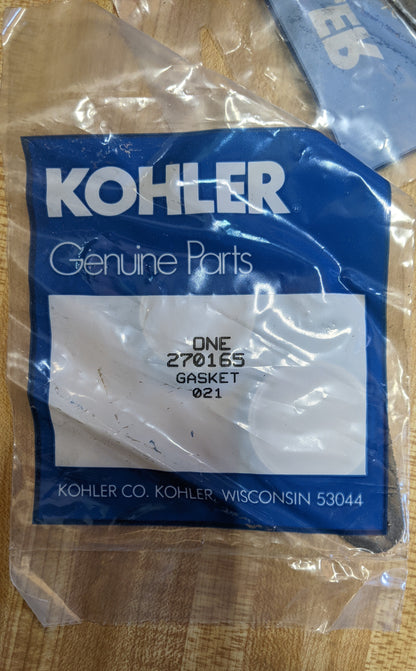 KOHLER
Genuine Parts
ONE
270165
GASKET
021
KOHLER CO. KOHLER, WISCONSIN 53044